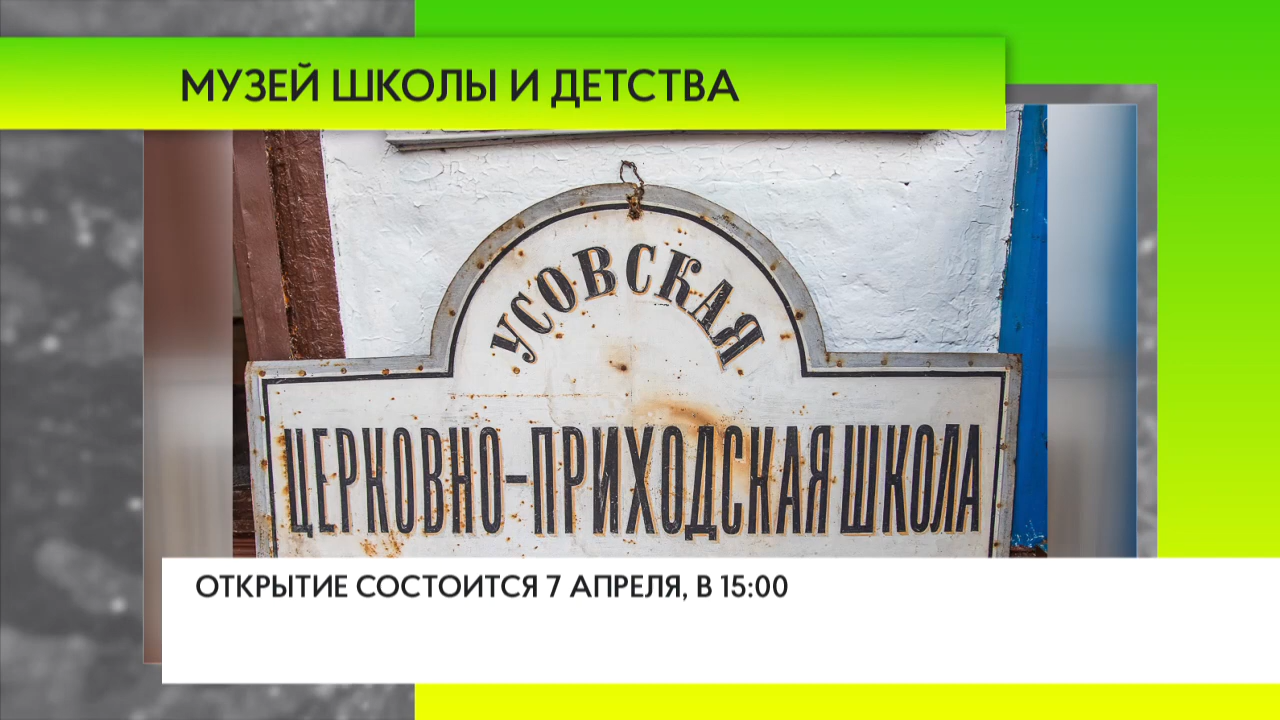 МУЗЕЙ ШКОЛЫ И ДЕТСТВА
УСОВСКАЯ
ЦЕРКОВНО-ПРИХОДСКАЯ ШКОЛА
ОТКРЫТИЕ СОСТОИТСЯ 7 АПРЕЛЯ, В 15:00